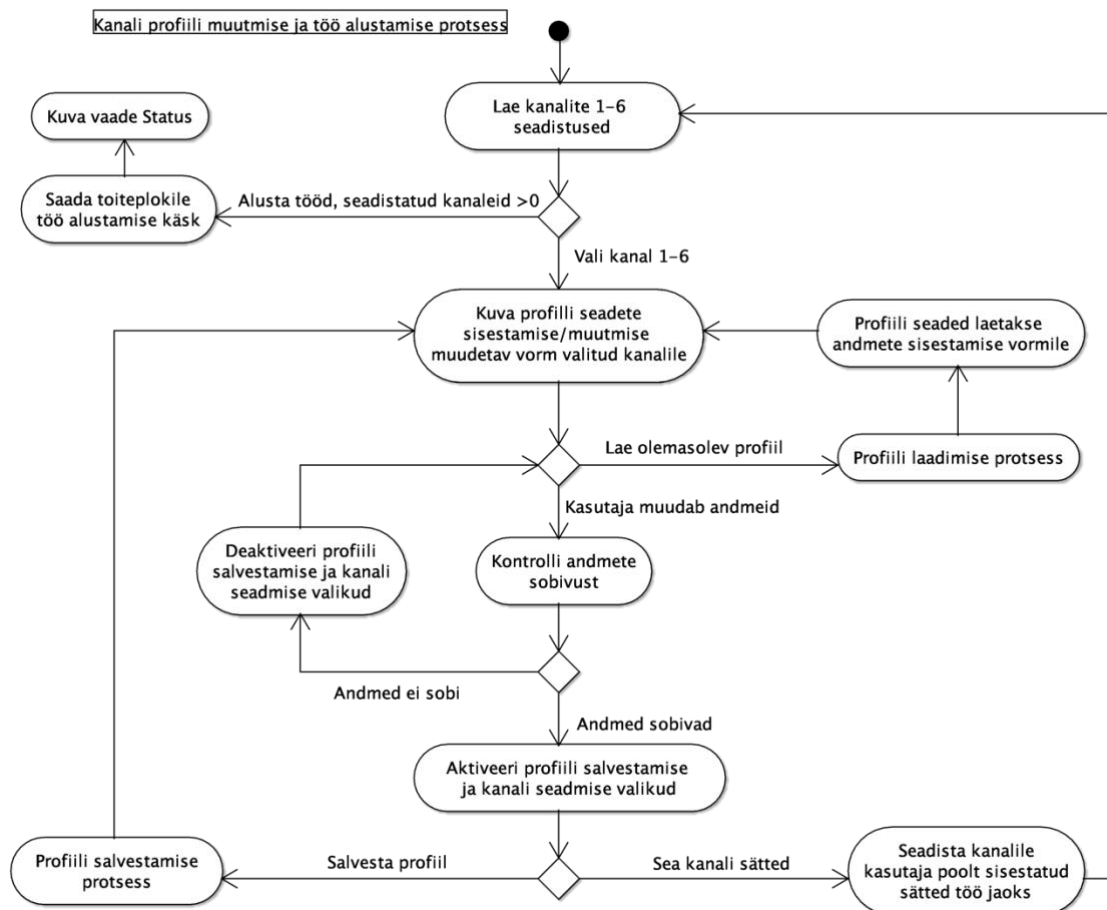 Kanali profiili muutmise ja töö alustamise protsess
Lae kanalite 1-6
seadistused
Kuva vaade Status
Saada toiteplokile
töö alustamise käsk
Alusta tööd, seadistatud kanaleid >0
Vali kanal 1-6
Kuva profilli seadete
sisestamise/muutmise
muudetav vorm valitud kanalile
Profiili seaded laetakse
andmete sisestamise vormile
Lae olemasolev profiil
Profiili laadimise protsess
Kasutaja muudab andmeid
Deaktiveeri profiili
salvestamise ja kanali
seadmise valikud
Kontrolli andmete
sobivust
Andmed ei sobi
Andmed sobivad
Aktiveeri profiili salvestamise
ja kanali seadmise valikud
Profiili salvestamise
protsess
Salvesta profiil
Sea kanali sätted
Seadista kanalile
kasutaja poolt sisestatud
sätted töö jaoks